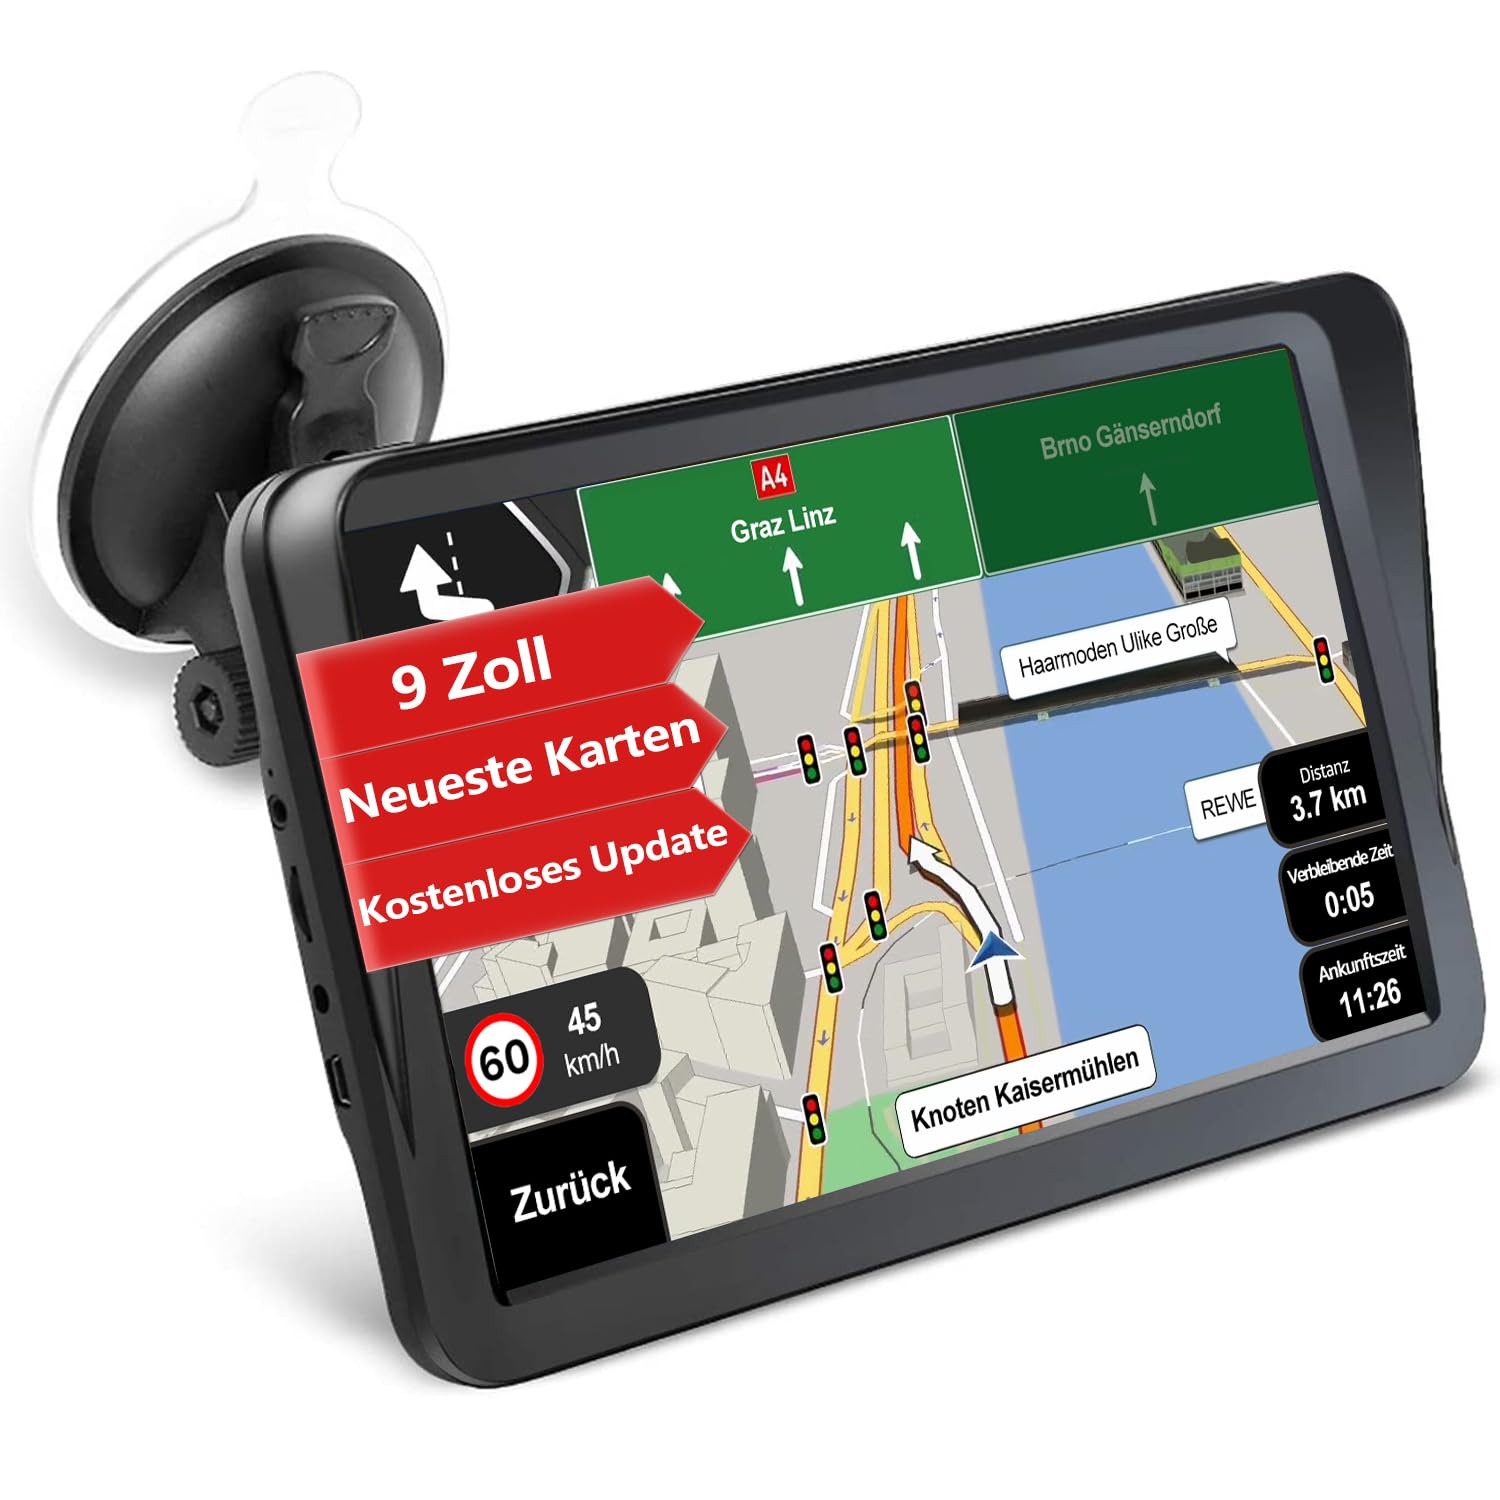 A4
Graz Linz
Brno Gänserndorf
9 Zoll
Neueste Karten
Kostenloses Update
Haarmoden Ulike Große
REWE
Distanz
3.7 km
Verbleibende Zeit
0:05
Ankunftszeit
11:26
60
45
km/h
Knoten Kaisermühlen
Zurück